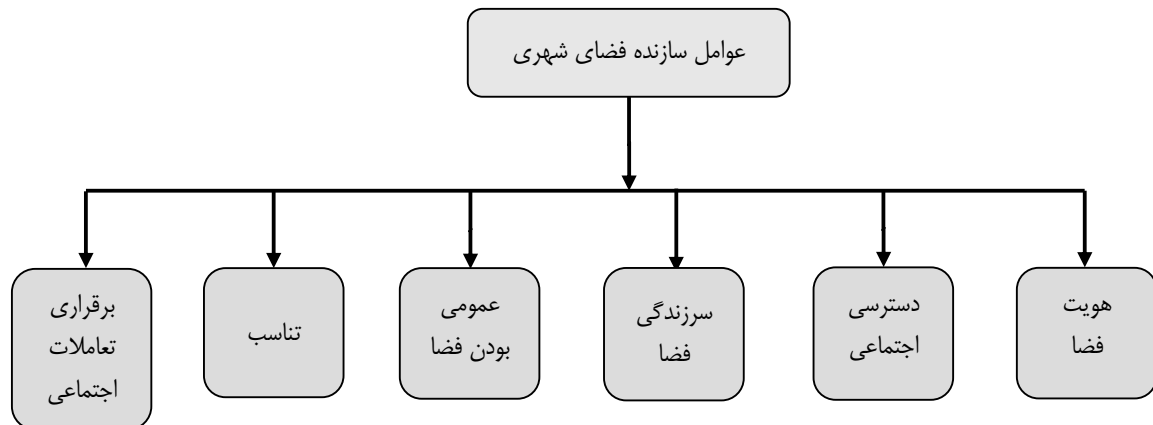 عوامل سازنده فضای شهری
هویت
فضا
دسترسی
اجتماعی
سرزندگی
فضا
عمومی
بودن فضا
تناسب
برقراری
تعاملات
اجتماعی